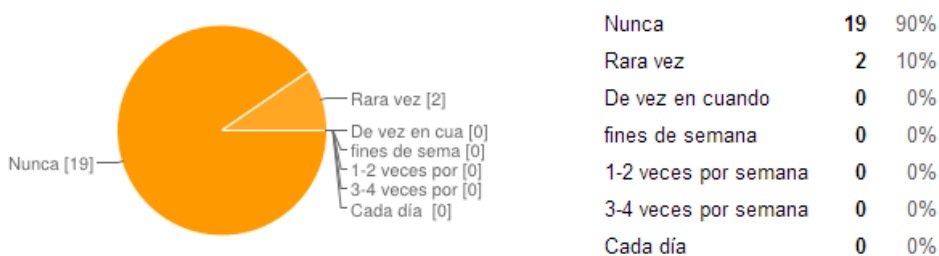 Nunca [19]
Rara vez [2]
De vez en cua [0]
fines de sema [0]
1-2 veces por [0]
3-4 veces por [0]
Cada día [0]
Nunca 19 90%
Rara vez 2 10%
De vez en cuando 0 0%
fines de semana 0 0%
1-2 veces por semana 0 0%
3-4 veces por semana 0 0%
Cada día 0 0%